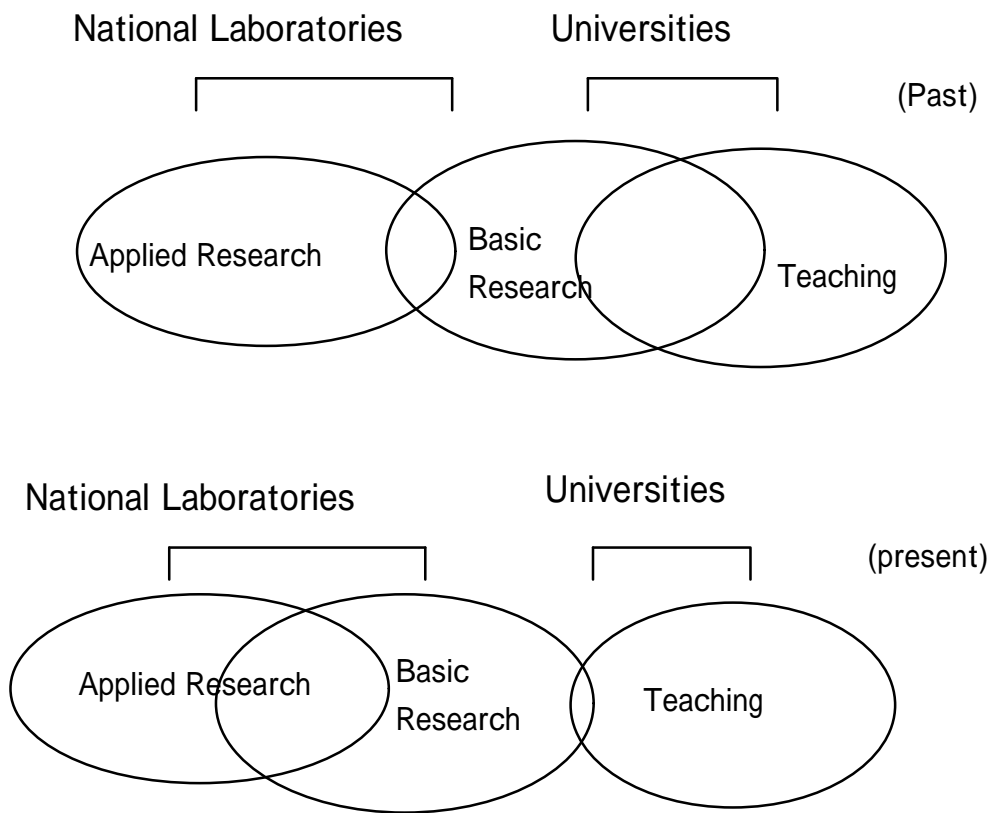 National Laboratories
Universities
(Past)
Applied Research
Basic
Research
Teaching
National Laboratories
Universities
(present)
Applied Research
Basic
Research
Teaching